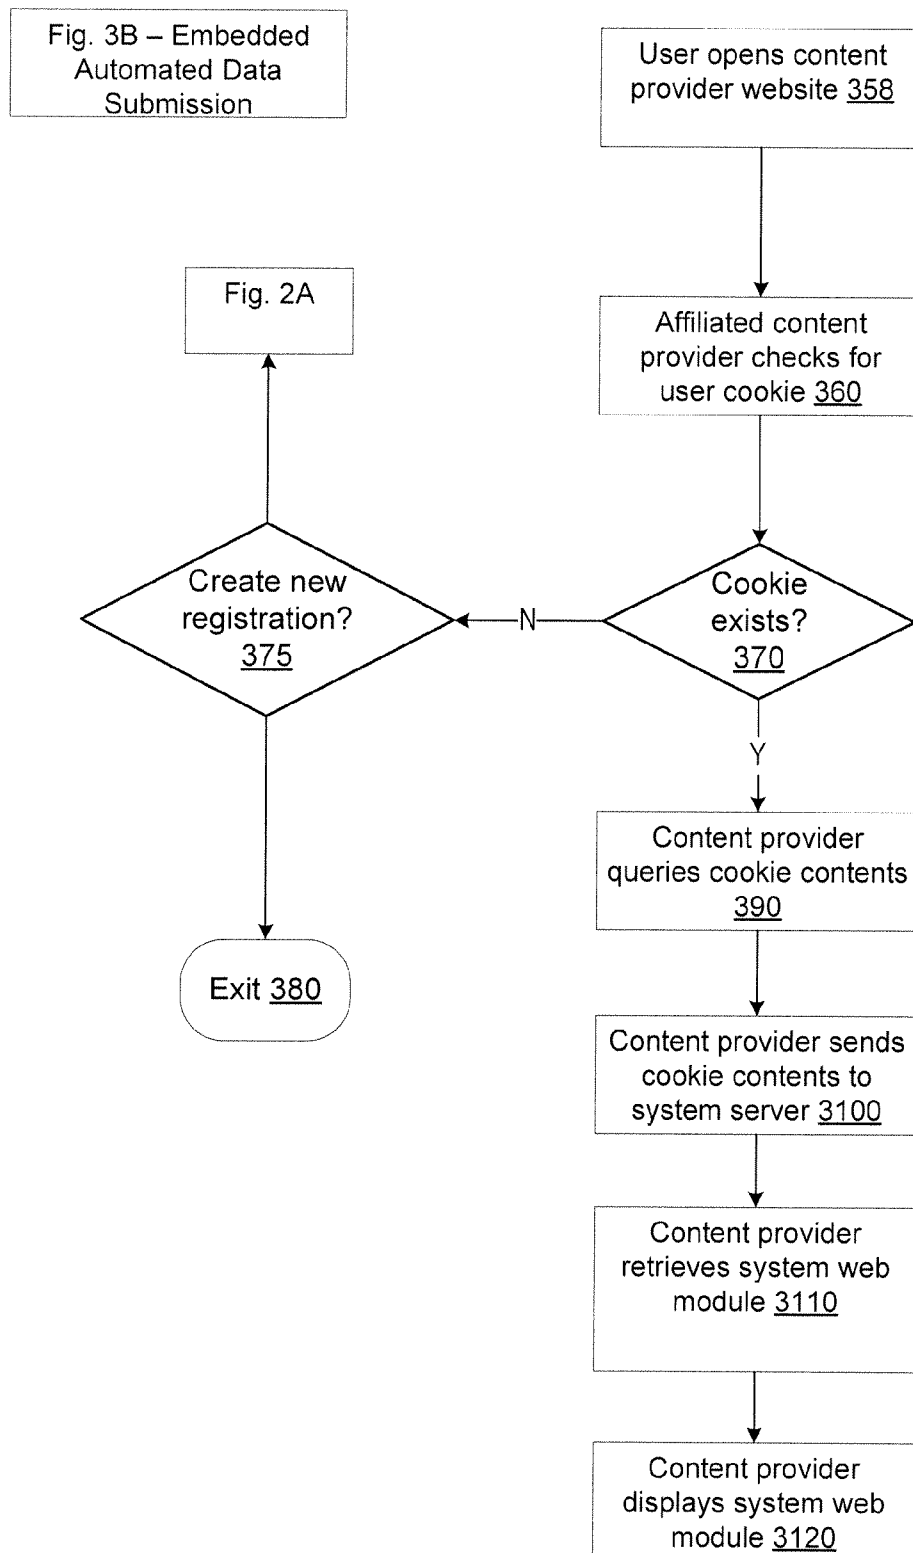 Fig. 3B – Embedded
Automated Data
Submission
User opens content
provider website 358
Fig. 2A
Affiliated content
provider checks for
user cookie 360
Create new
registration?
375
N
Cookie
exists?
370
Y
Content provider
queries cookie contents
390
Exit 380
Content provider sends
cookie contents to
system server 3100
Content provider
retrieves system web
module 3110
Content provider
displays system web
module 3120